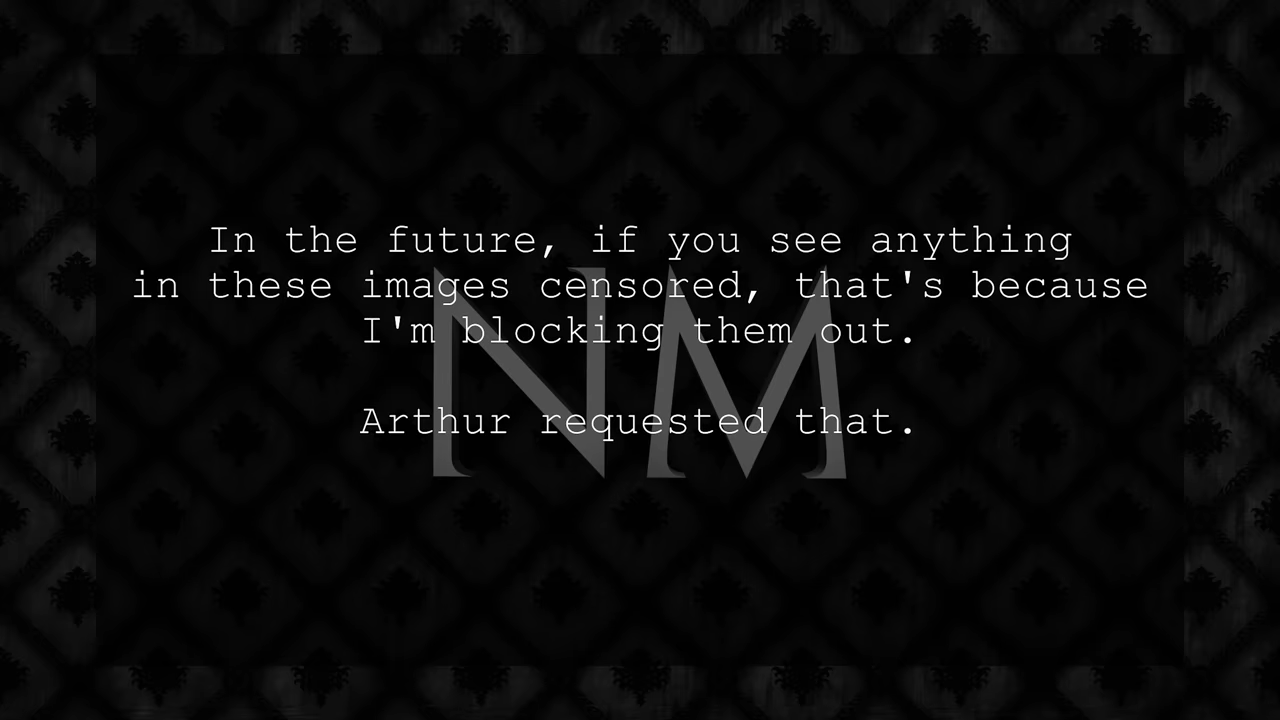 In the future, if you see anything
in these images censored, that's because
I'm blocking them out.
Arthur requested that.
NM